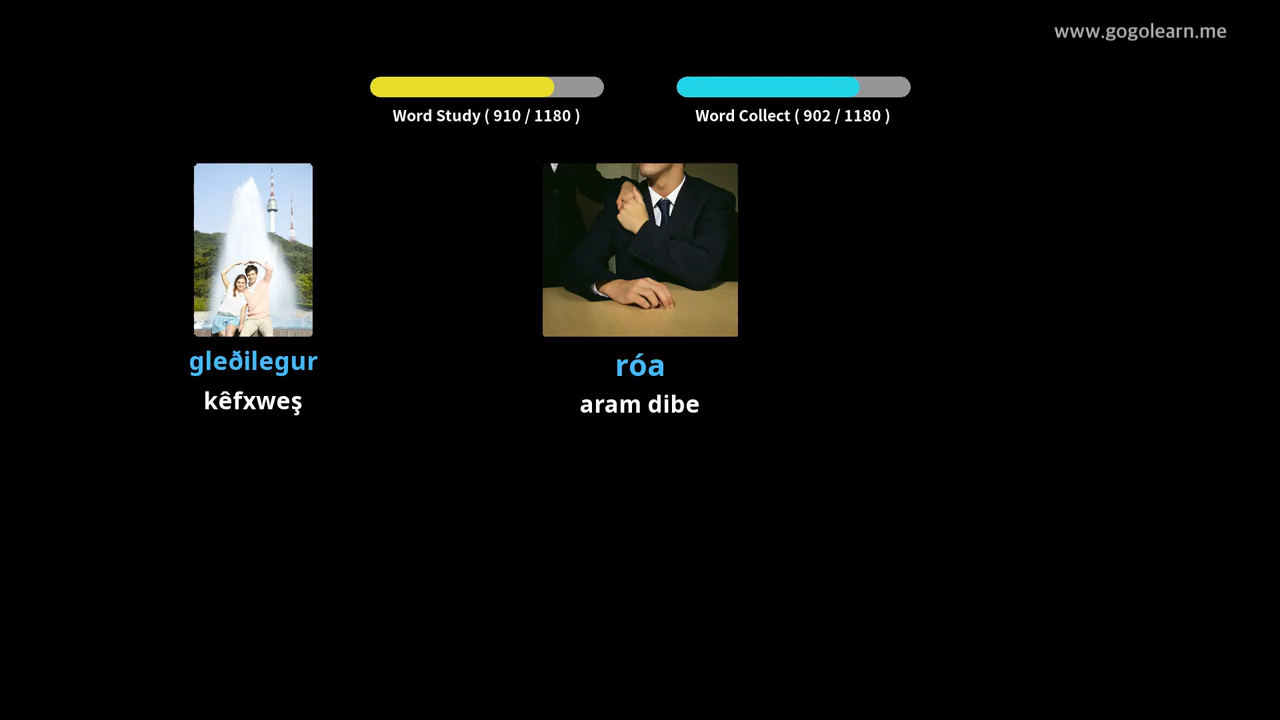 www.gogolearn.me
Word Study ( 910 / 1180 )
Word Collect ( 902 / 1180 )
gleðilegur
kêfxweş
róa
aram dibe